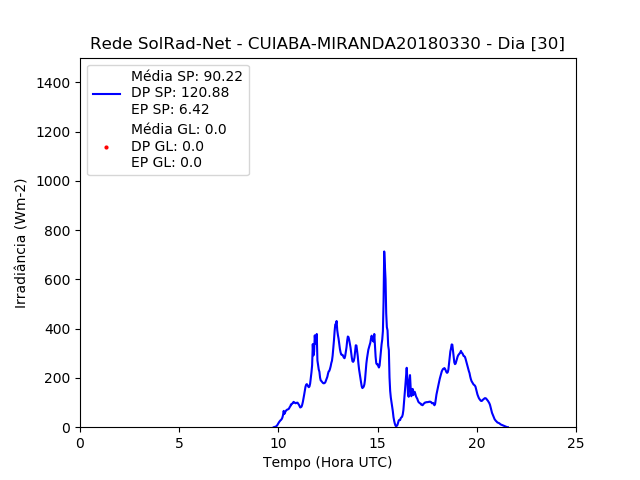 Rede SolRad-Net - CUIABA-MIRANDA20180330 - Dia [30]
Média SP: 90.22
DP SP: 120.88
EP SP: 6.42
Média GL: 0.0
DP GL: 0.0
EP GL: 0.0
1400
1200
1000
800
600
400
200
0
Irradiância (Wm-2)
0 5 10 15 20 25
Tempo (Hora UTC)